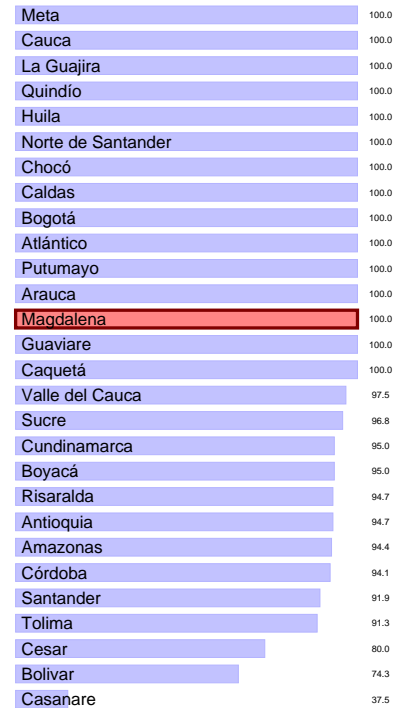 Meta 100.0
Cauca 100.0
La Guajira 100.0
Quindío 100.0
Huila 100.0
Norte de Santander 100.0
Chocó 100.0
Caldas 100.0
Bogotá 100.0
Atlántico 100.0
Putumayo 100.0
Arauca 100.0
Magdalena 100.0
Guaviare 100.0
Caquetá 100.0
Valle del Cauca 97.5
Sucre 96.8
Cundinamarca 95.0
Boyacá 95.0
Risaralda 94.7
Antioquia 94.7
Amazonas 94.4
Córdoba 94.1
Santander 91.9
Tolima 91.3
Cesar 80.0
Bolivar 74.3
Casanare 37.5